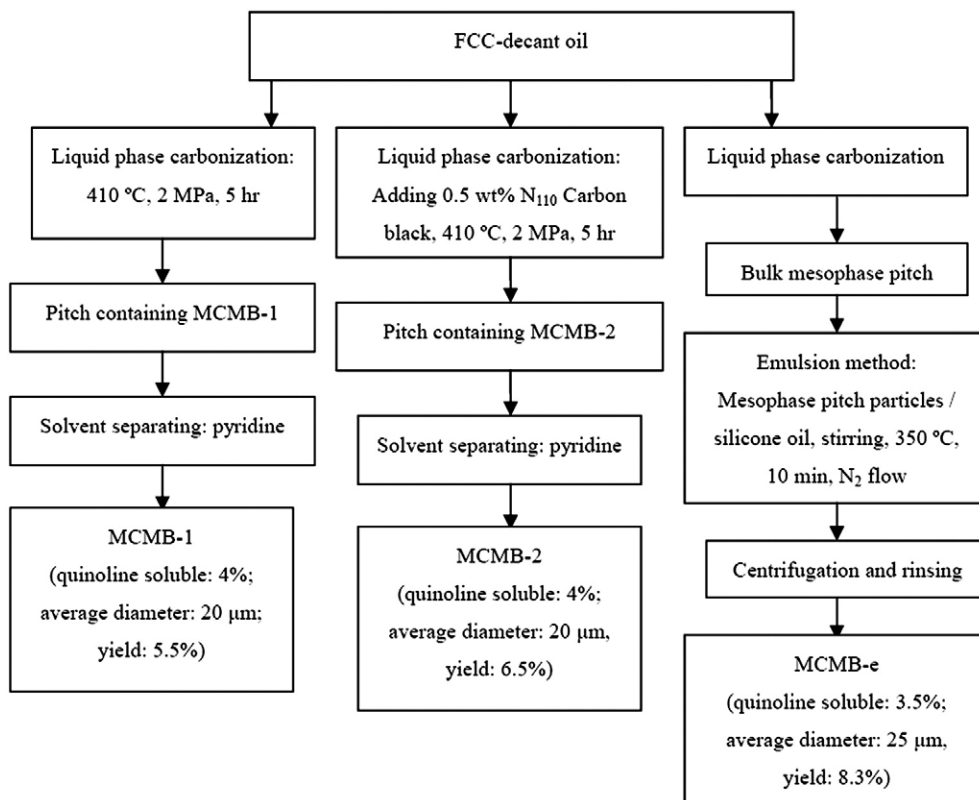 FCC-decant oil
Liquid phase carbonization:
410 ºC, 2 MPa, 5 hr
Pitch containing MCMB-1
Solvent separating: pyridine
MCMB-1
(quinoline soluble: 4%;
average diameter: 20 μm;
yield: 5.5%)
Liquid phase carbonization:
Adding 0.5 wt% N₁₁₀ Carbon
black, 410 ºC, 2 MPa, 5 hr
Pitch containing MCMB-2
Solvent separating: pyridine
MCMB-2
(quinoline soluble: 4%;
average diameter: 20 μm,
yield: 6.5%)
Liquid phase carbonization
Bulk mesophase pitch
Emulsion method:
Mesophase pitch particles /
silicone oil, stirring, 350 ºC,
10 min, N₂ flow
Centrifugation and rinsing
MCMB-e
(quinoline soluble: 3.5%;
average diameter: 25 μm,
yield: 8.3%)